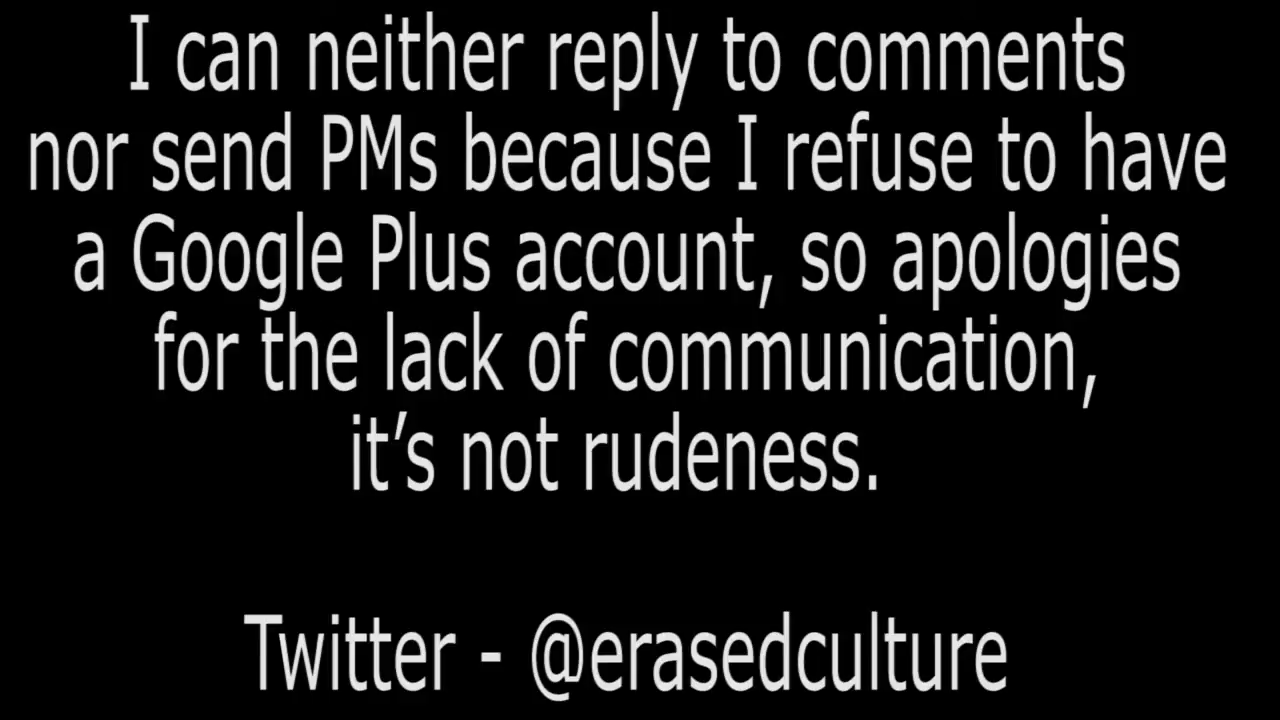 I can neither reply to comments
nor send PMs because I refuse to have
a Google Plus account, so apologies
for the lack of communication,
it’s not rudeness.
Twitter - @erasedculture